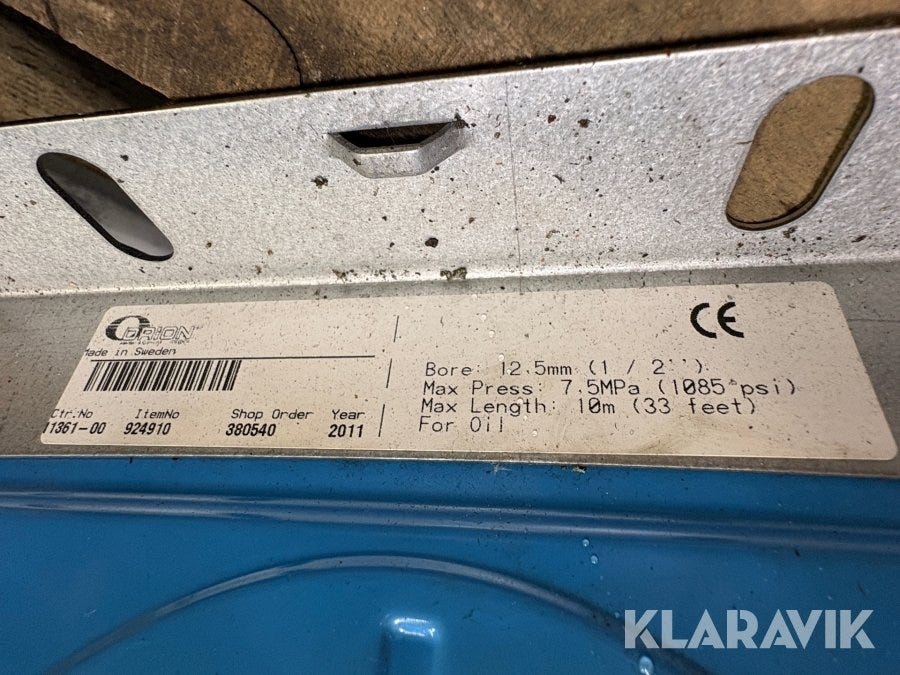 ORION
Made in Sweden
Ctr.No ItemNo Shop Order Year
11361-00 924910 380540 2011
CE
Bore: 12.5mm (1 / 2'')
Max Press: 7.5MPa (1085 psi)
Max Length: 10m (33 feet)
For Oil
KLARAVIK